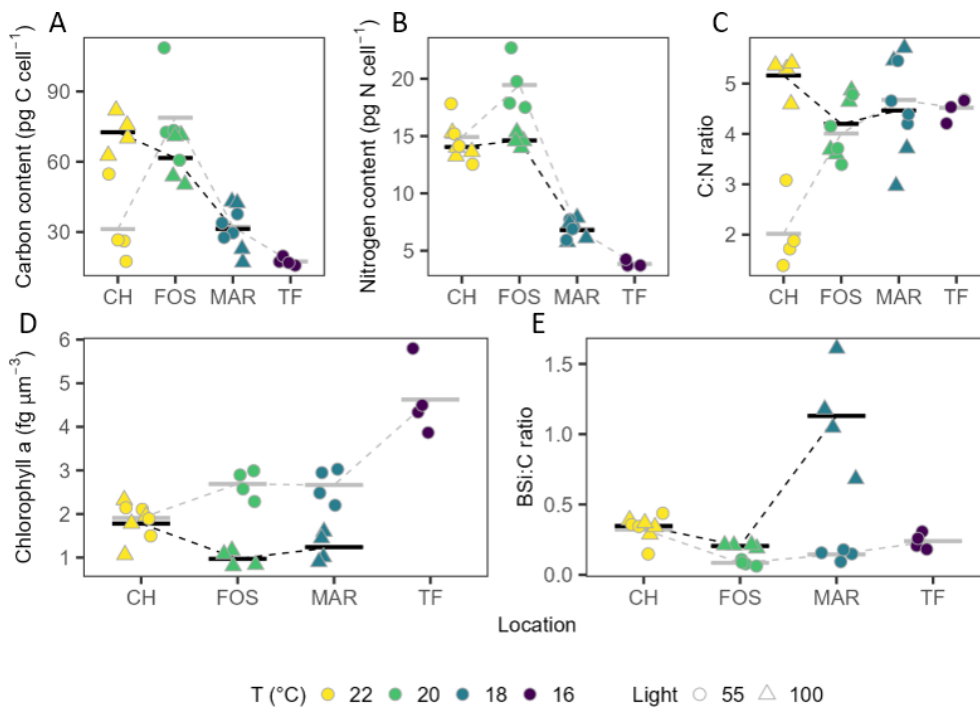 A
Carbon content (pg C cell⁻¹)
90
60
30
CH FOS MAR TF
B
Nitrogen content (pg N cell⁻¹)
20
15
10
5
CH FOS MAR TF
C
C:N ratio
5
4
3
2
CH FOS MAR TF
D
Chlorophyll a (fg μm⁻³)
6
5
4
3
2
1
CH FOS MAR TF
E
BSi:C ratio
1.5
1.0
0.5
0.0
CH FOS MAR TF
Location
T (°C) 22 20 18 16 Light 55 100